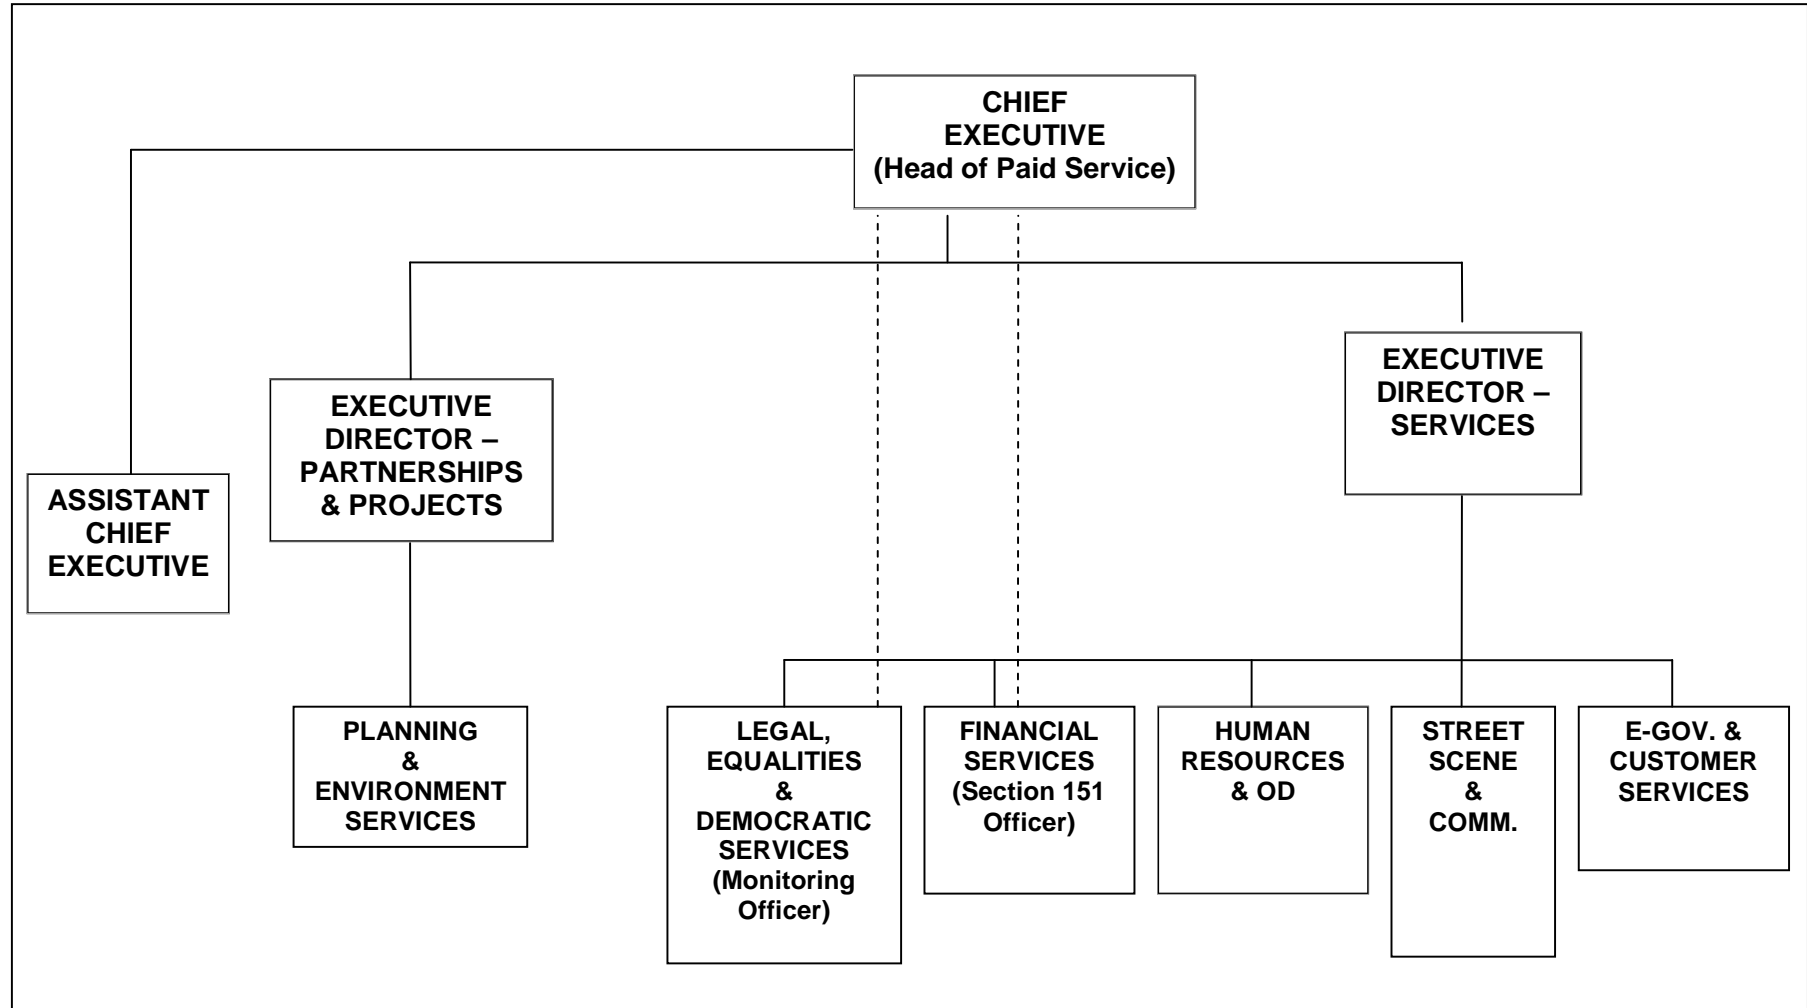 CHIEF
EXECUTIVE
(Head of Paid Service)
EXECUTIVE
DIRECTOR –
SERVICES
EXECUTIVE
DIRECTOR –
PARTNERSHIPS
& PROJECTS
ASSISTANT
CHIEF
EXECUTIVE
PLANNING
&
ENVIRONMENT
SERVICES
LEGAL,
EQUALITIES
&
DEMOCRATIC
SERVICES
(Monitoring
Officer)
FINANCIAL
SERVICES
(Section 151
Officer)
HUMAN
RESOURCES
& OD
STREET
SCENE
&
COMM.
E-GOV. &
CUSTOMER
SERVICES